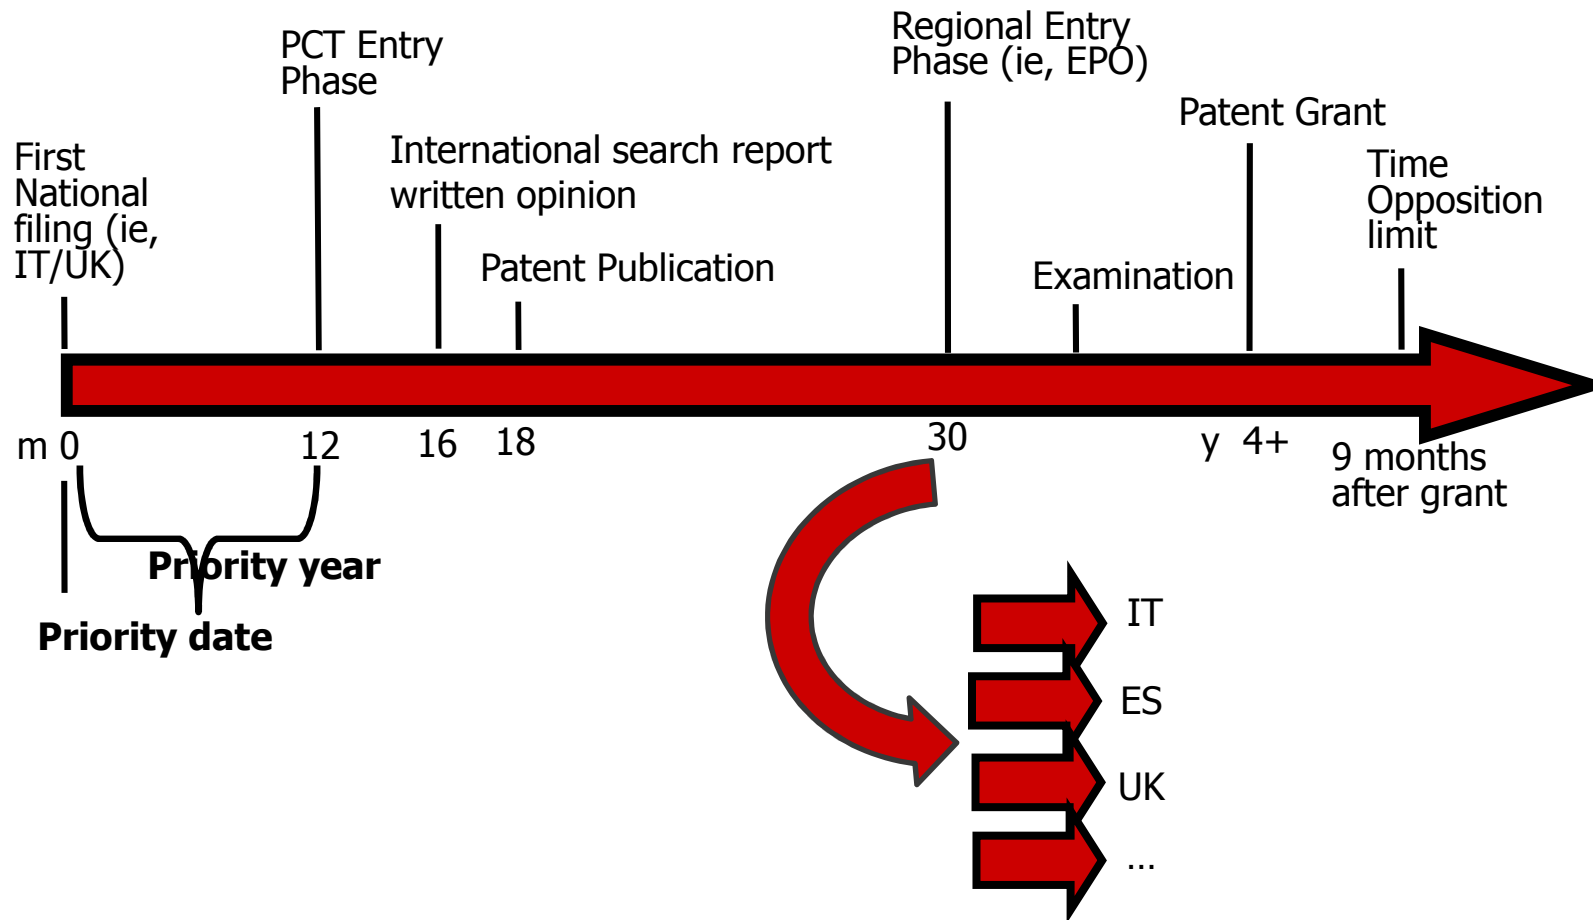 First
National
filing (ie,
IT/UK)
PCT Entry
Phase
International search report
written opinion
Patent Publication
Regional Entry
Phase (ie, EPO)
Examination
Patent Grant
Time
Opposition
limit
m 0
12
16
18
30
y 4+
9 months
after grant
Priority year
Priority date
IT
ES
UK
...